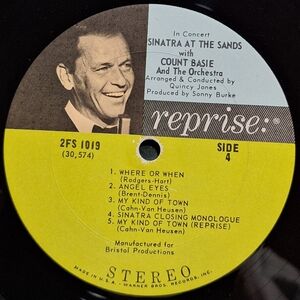 In Concert
SINATRA AT THE SANDS
with
COUNT BASIE
And The Orchestra
Arranged & Conducted by
Quincy Jones
Produced by Sonny Burke
reprise:®
2FS 1019
(30,574)
SIDE
4
1. WHERE OR WHEN
(Rodgers-Hart)
2. ANGEL EYES
(Brent-Dennis)
3. MY KIND OF TOWN
(Cahn-Van Heusen)
4. SINATRA CLOSING MONOLOGUE
5. MY KIND OF TOWN (REPRISE)
(Cahn-Van Heusen)
Manufactured for
Bristol Productions
STEREO
MADE IN U.S.A. - WARNER BROS. RECORDS, INC.